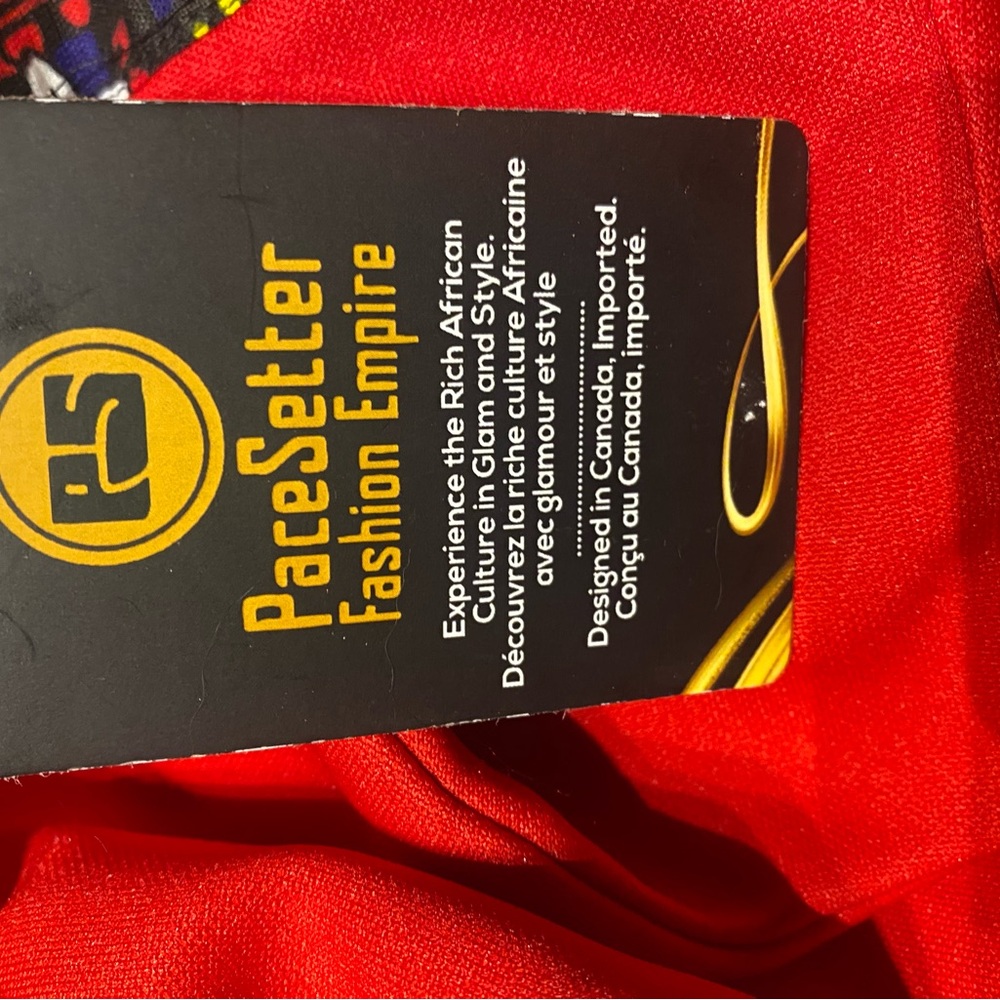 PS
PaceSetter
Fashion Empire
Experience the Rich African
Culture in Glam and Style.
Découvrez la riche culture Africaine
avec glamour et style
................................
Designed in Canada, Imported.
Conçu au Canada, importé.